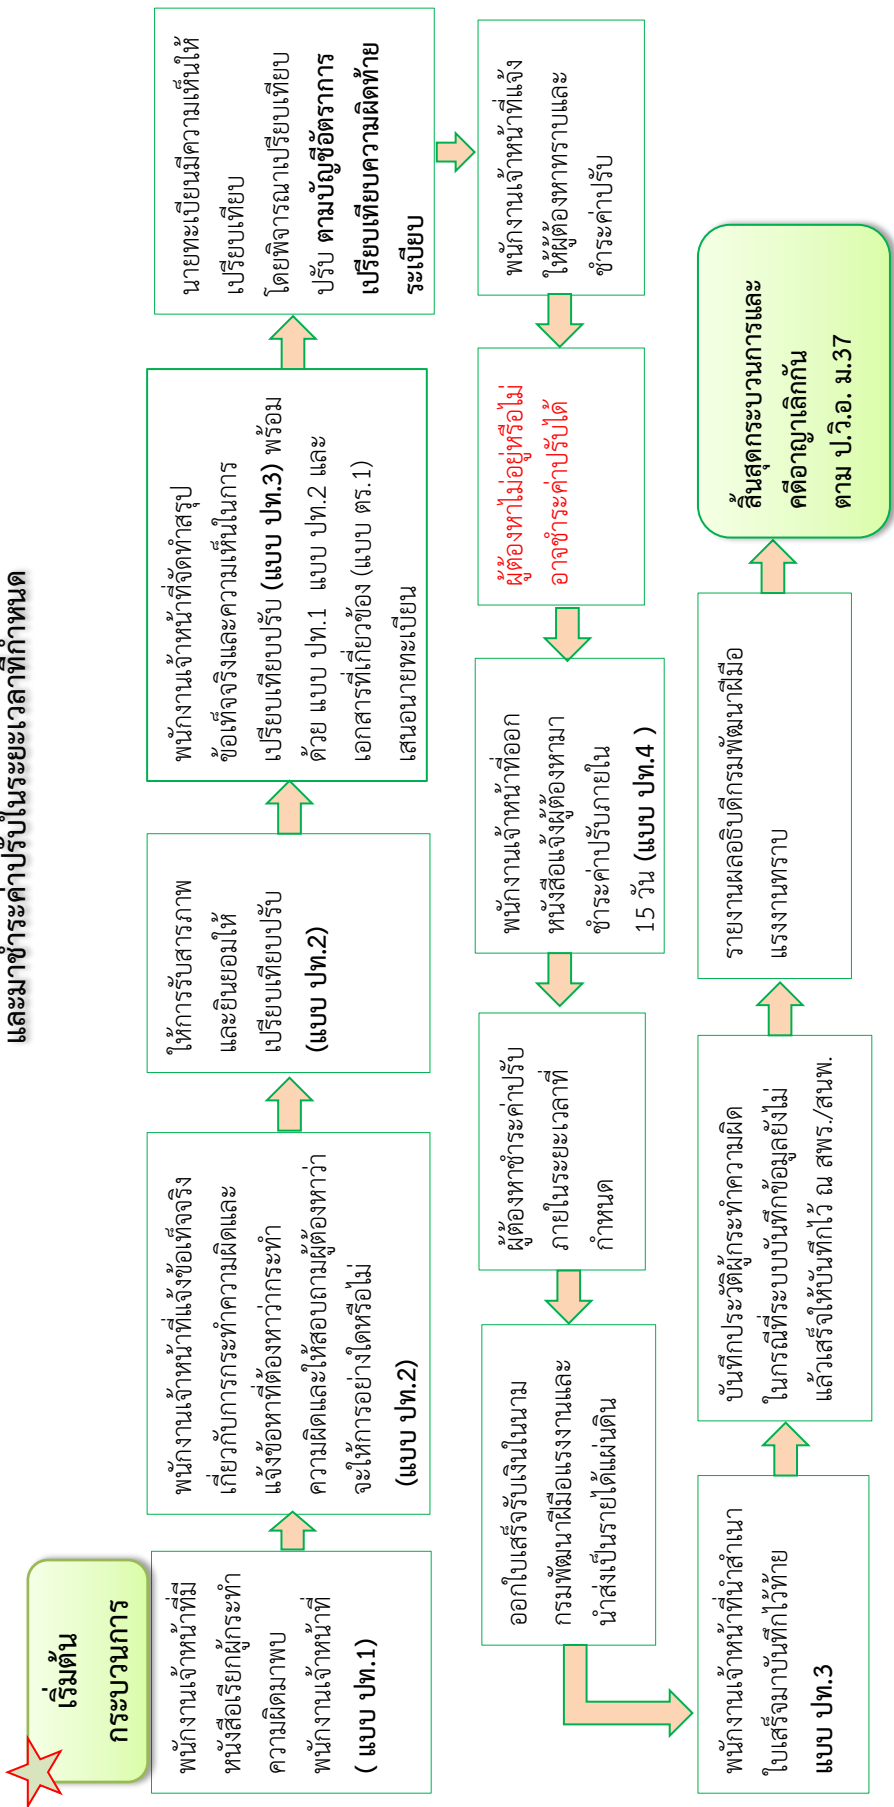 และมาชำระค่าปรับในระยะเวลาที่กำหนด
เริ่มต้น
กระบวนการ
พนักงานเจ้าหน้าที่มี
หนังสือเรียกผู้กระทำ
ความผิดมาพบ
พนักงานเจ้าหน้าที่
( แบบ ปท.1)
พนักงานเจ้าหน้าที่แจ้งข้อเท็จจริง
เกี่ยวกับการกระทำความผิดและ
แจ้งข้อหาที่ต้องหาว่ากระทำ
ความผิดและให้สอบถามผู้ต้องหาว่า
จะให้การอย่างใดหรือไม่
(แบบ ปท.2)
ให้การรับสารภาพ
และยินยอมให้
เปรียบเทียบปรับ
(แบบ ปท.2)
พนักงานเจ้าหน้าที่จัดทำสรุป
ข้อเท็จจริงและความเห็นในการ
เปรียบเทียบปรับ (แบบ ปท.3) พร้อม
ด้วย แบบ ปท.1 แบบ ปท.2 และ
เอกสารที่เกี่ยวข้อง (แบบ ตร.1)
เสนอนายทะเบียน
นายทะเบียนมีความเห็นให้
เปรียบเทียบ
โดยพิจารณาเปรียบเทียบ
ปรับ ตามบัญชีอัตราการ
เปรียบเทียบความผิดท้าย
ระเบียบ
พนักงานเจ้าหน้าที่แจ้ง
ให้ผู้ต้องหาทราบและ
ชำระค่าปรับ
ผู้ต้องหาไม่อยู่หรือไม่
อาจชำระค่าปรับได้
พนักงานเจ้าหน้าที่ออก
หนังสือแจ้งผู้ต้องหามา
ชำระค่าปรับภายใน
15 วัน (แบบ ปท.4 )
ผู้ต้องหาชำระค่าปรับ
ภายในระยะเวลาที่
กำหนด
ออกใบเสร็จรับเงินในนาม
กรมพัฒนาฝีมือแรงงานและ
นำส่งเป็นรายได้แผ่นดิน
พนักงานเจ้าหน้าที่นำสำเนา
ใบเสร็จมาบันทึกไว้ท้าย
แบบ ปท.3
บันทึกประวัติผู้กระทำความผิด
ในกรณีที่ระบบบันทึกข้อมูลยังไม่
แล้วเสร็จให้บันทึกไว้ ณ สพร./สนพ.
รายงานผลอธิบดีกรมพัฒนาฝีมือ
แรงงานทราบ
สิ้นสุดกระบวนการและ
คดีอาญาเลิกกัน
ตาม ป.วิ.อ. ม.37